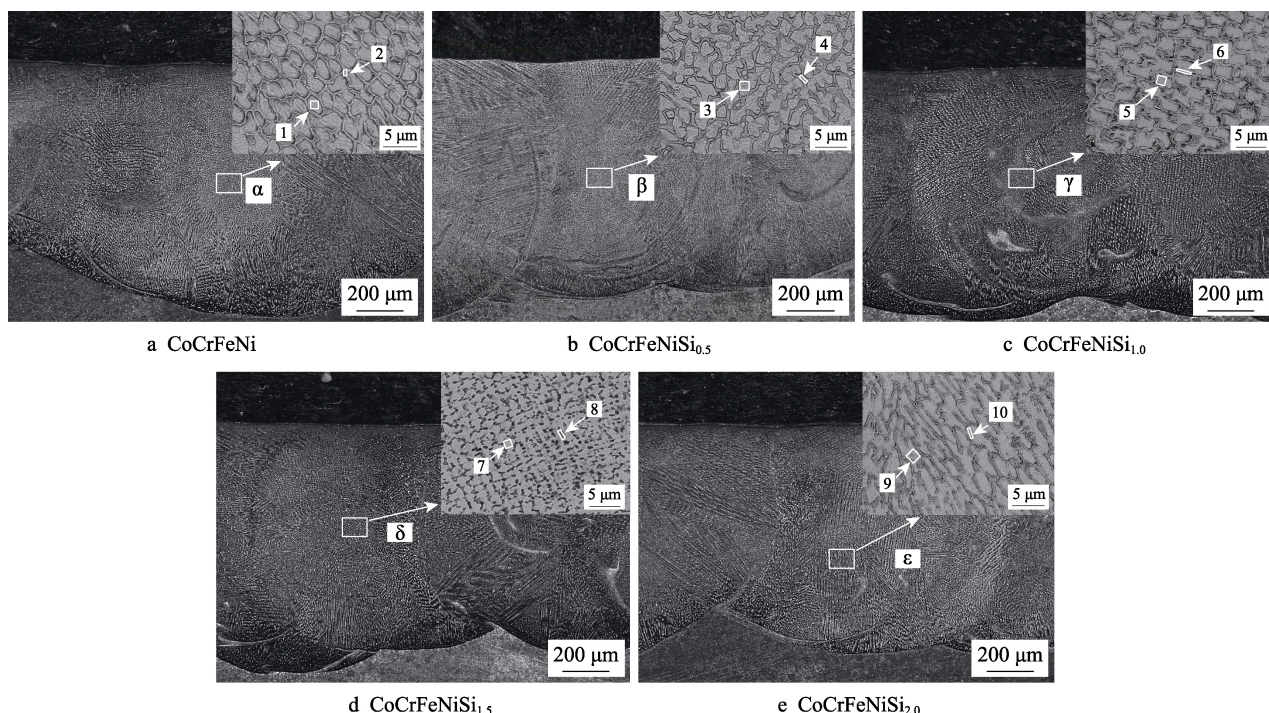 2
1
5 μm
α
200 μm
a CoCrFeNi
4
3
5 μm
β
200 μm
b CoCrFeNiSi₀.₅
6
5
5 μm
γ
200 μm
c CoCrFeNiSi₁.₀
8
7
5 μm
δ
200 μm
d CoCrFeNiSi₁.₅
10
9
5 μm
ε
200 μm
e CoCrFeNiSi₂.₀